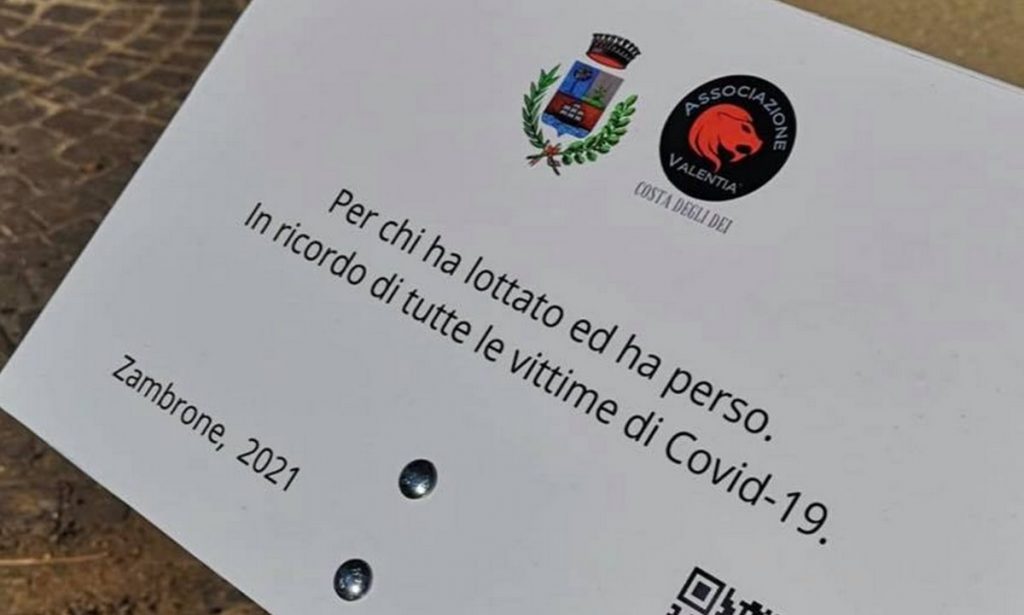 ASSOCIAZIONE
VALENTIA
COSTA DEGLI DEI
Per chi ha lottato ed ha perso.
In ricordo di tutte le vittime di Covid-19.
Zambrone, 2021